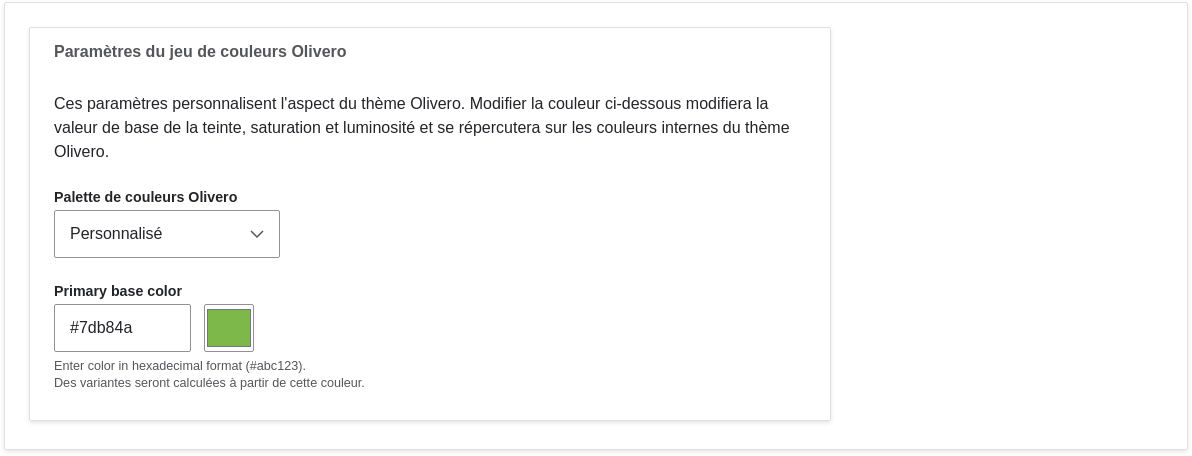 Paramètres du jeu de couleurs Olivero
Ces paramètres personnalisent l'aspect du thème Olivero. Modifier la couleur ci-dessous modifiera la
valeur de base de la teinte, saturation et luminosité et se répercutera sur les couleurs internes du thème
Olivero.
Palette de couleurs Olivero
Personnalisé
Primary base color
#7db84a
Enter color in hexadecimal format (#abc123).
Des variantes seront calculées à partir de cette couleur.